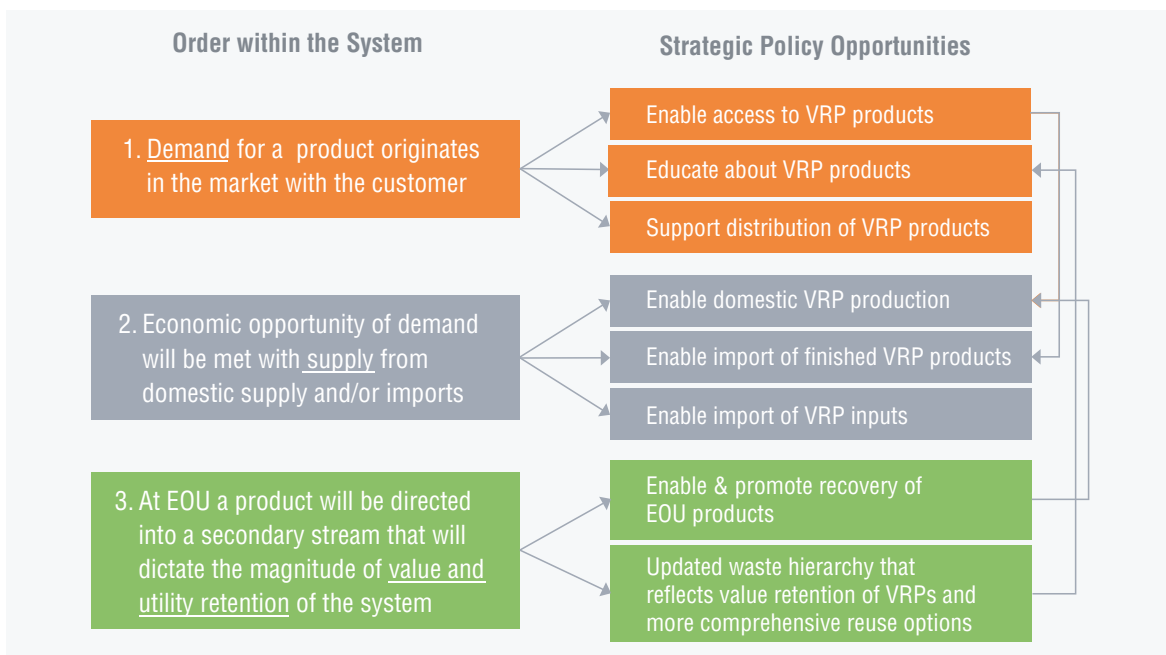 Order within the System
Strategic Policy Opportunities
1. Demand for a product originates
in the market with the customer
Enable access to VRP products
Educate about VRP products
Support distribution of VRP products
2. Economic opportunity of demand
will be met with supply from
domestic supply and/or imports
Enable domestic VRP production
Enable import of finished VRP products
Enable import of VRP inputs
3. At EOU a product will be directed
into a secondary stream that will
dictate the magnitude of value and
utility retention of the system
Enable & promote recovery of
EOU products
Updated waste hierarchy that
reflects value retention of VRPs and
more comprehensive reuse options